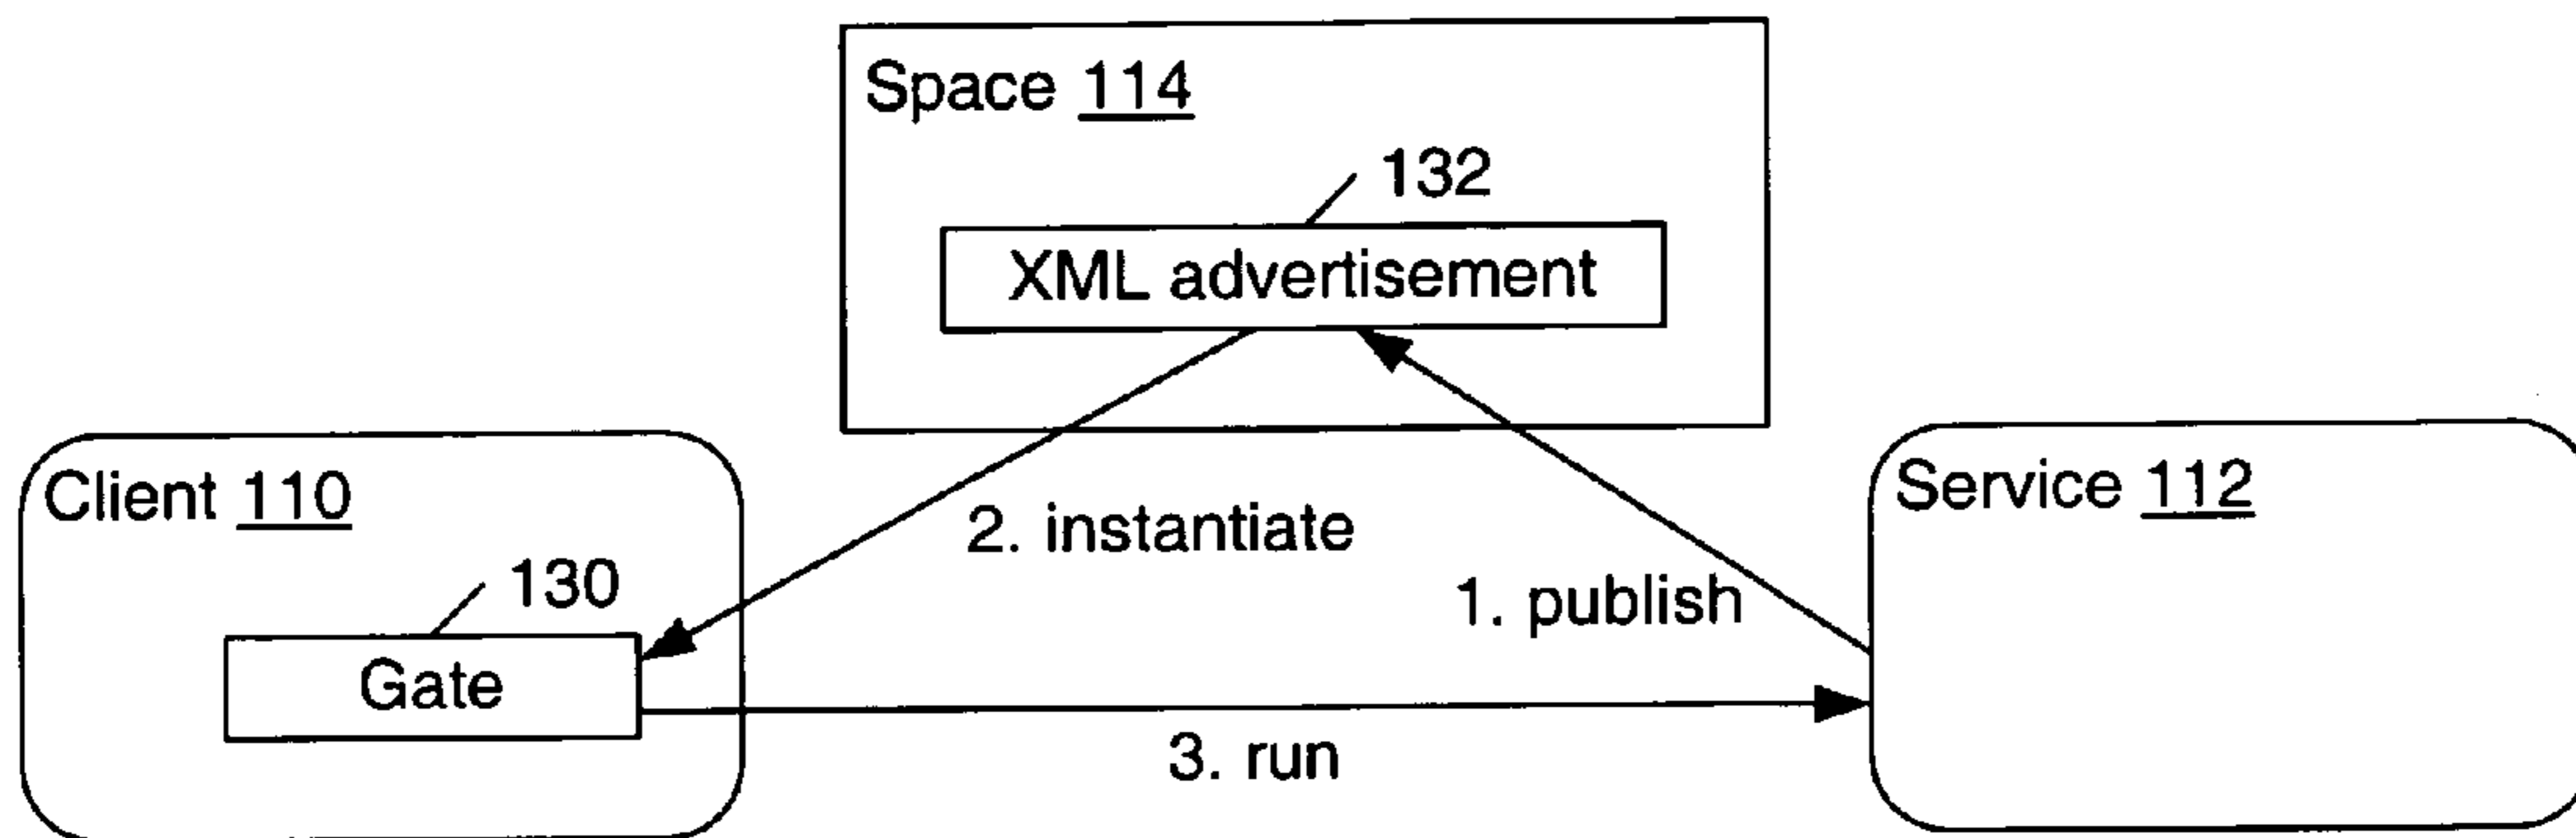 Space 114
132
XML advertisement
Client 110
2. instantiate
Service 112
130
1. publish
Gate
3. run